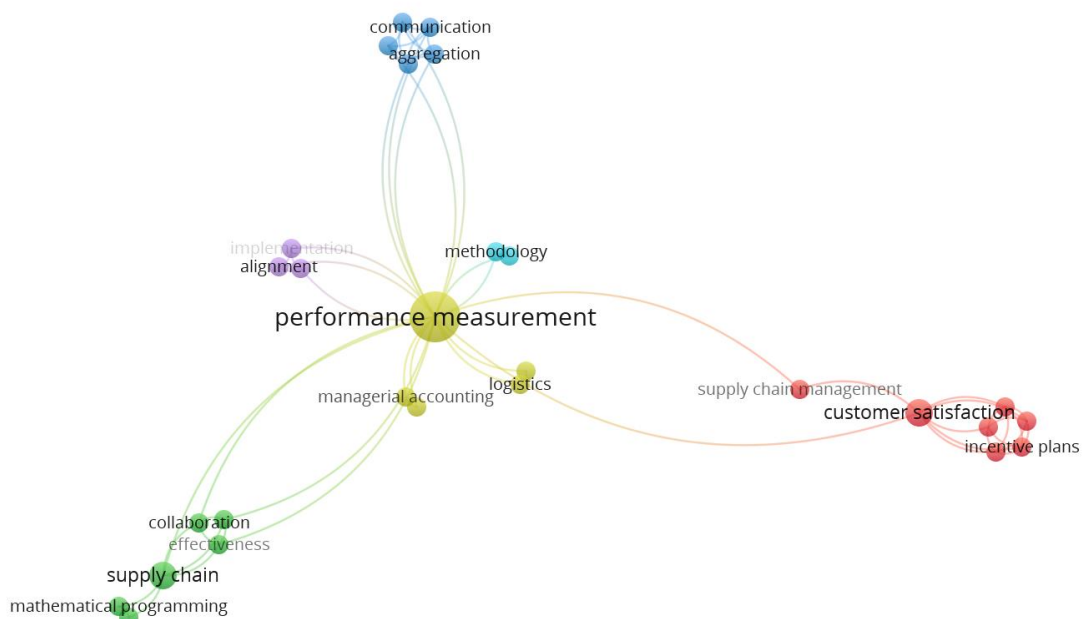 communication
aggregation
implementation
alignment
methodology
performance measurement
logistics
managerial accounting
supply chain management
customer satisfaction
incentive plans
collaboration
effectiveness
supply chain
mathematical programming